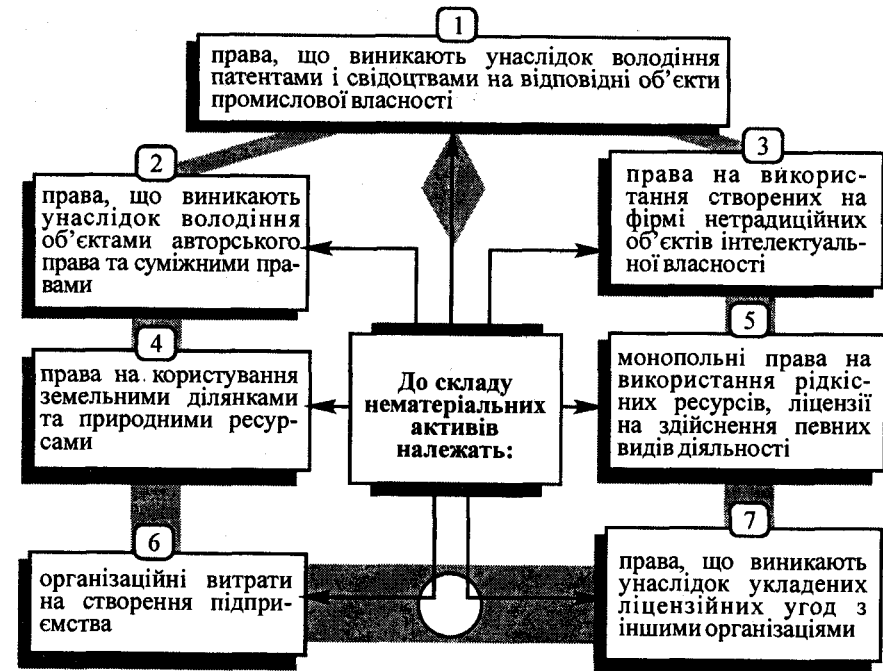 1
права, що виникають унаслідок володіння
патентами і свідоцтвами на відповідні об’єкти
промислової власності
2
права, що виникають
унаслідок володіння
об’єктами авторського
права та суміжними пра-
вами
3
права на викорис-
тання створених на
фірмі нетрадиційних
об’єктів інтелектуаль-
ної власності
4
права на користування
земельними ділянками
та природними ресур-
сами
До складу
нематеріальних
активів
належать:
5
монопольні права на
використання рідкіс-
них ресурсів, ліцензії
на здійснення певних
видів діяльності
6
організаційні витрати
на створення підпри-
ємства
7
права, що виникають
унаслідок укладених
ліцензійних угод з
іншими організаціями